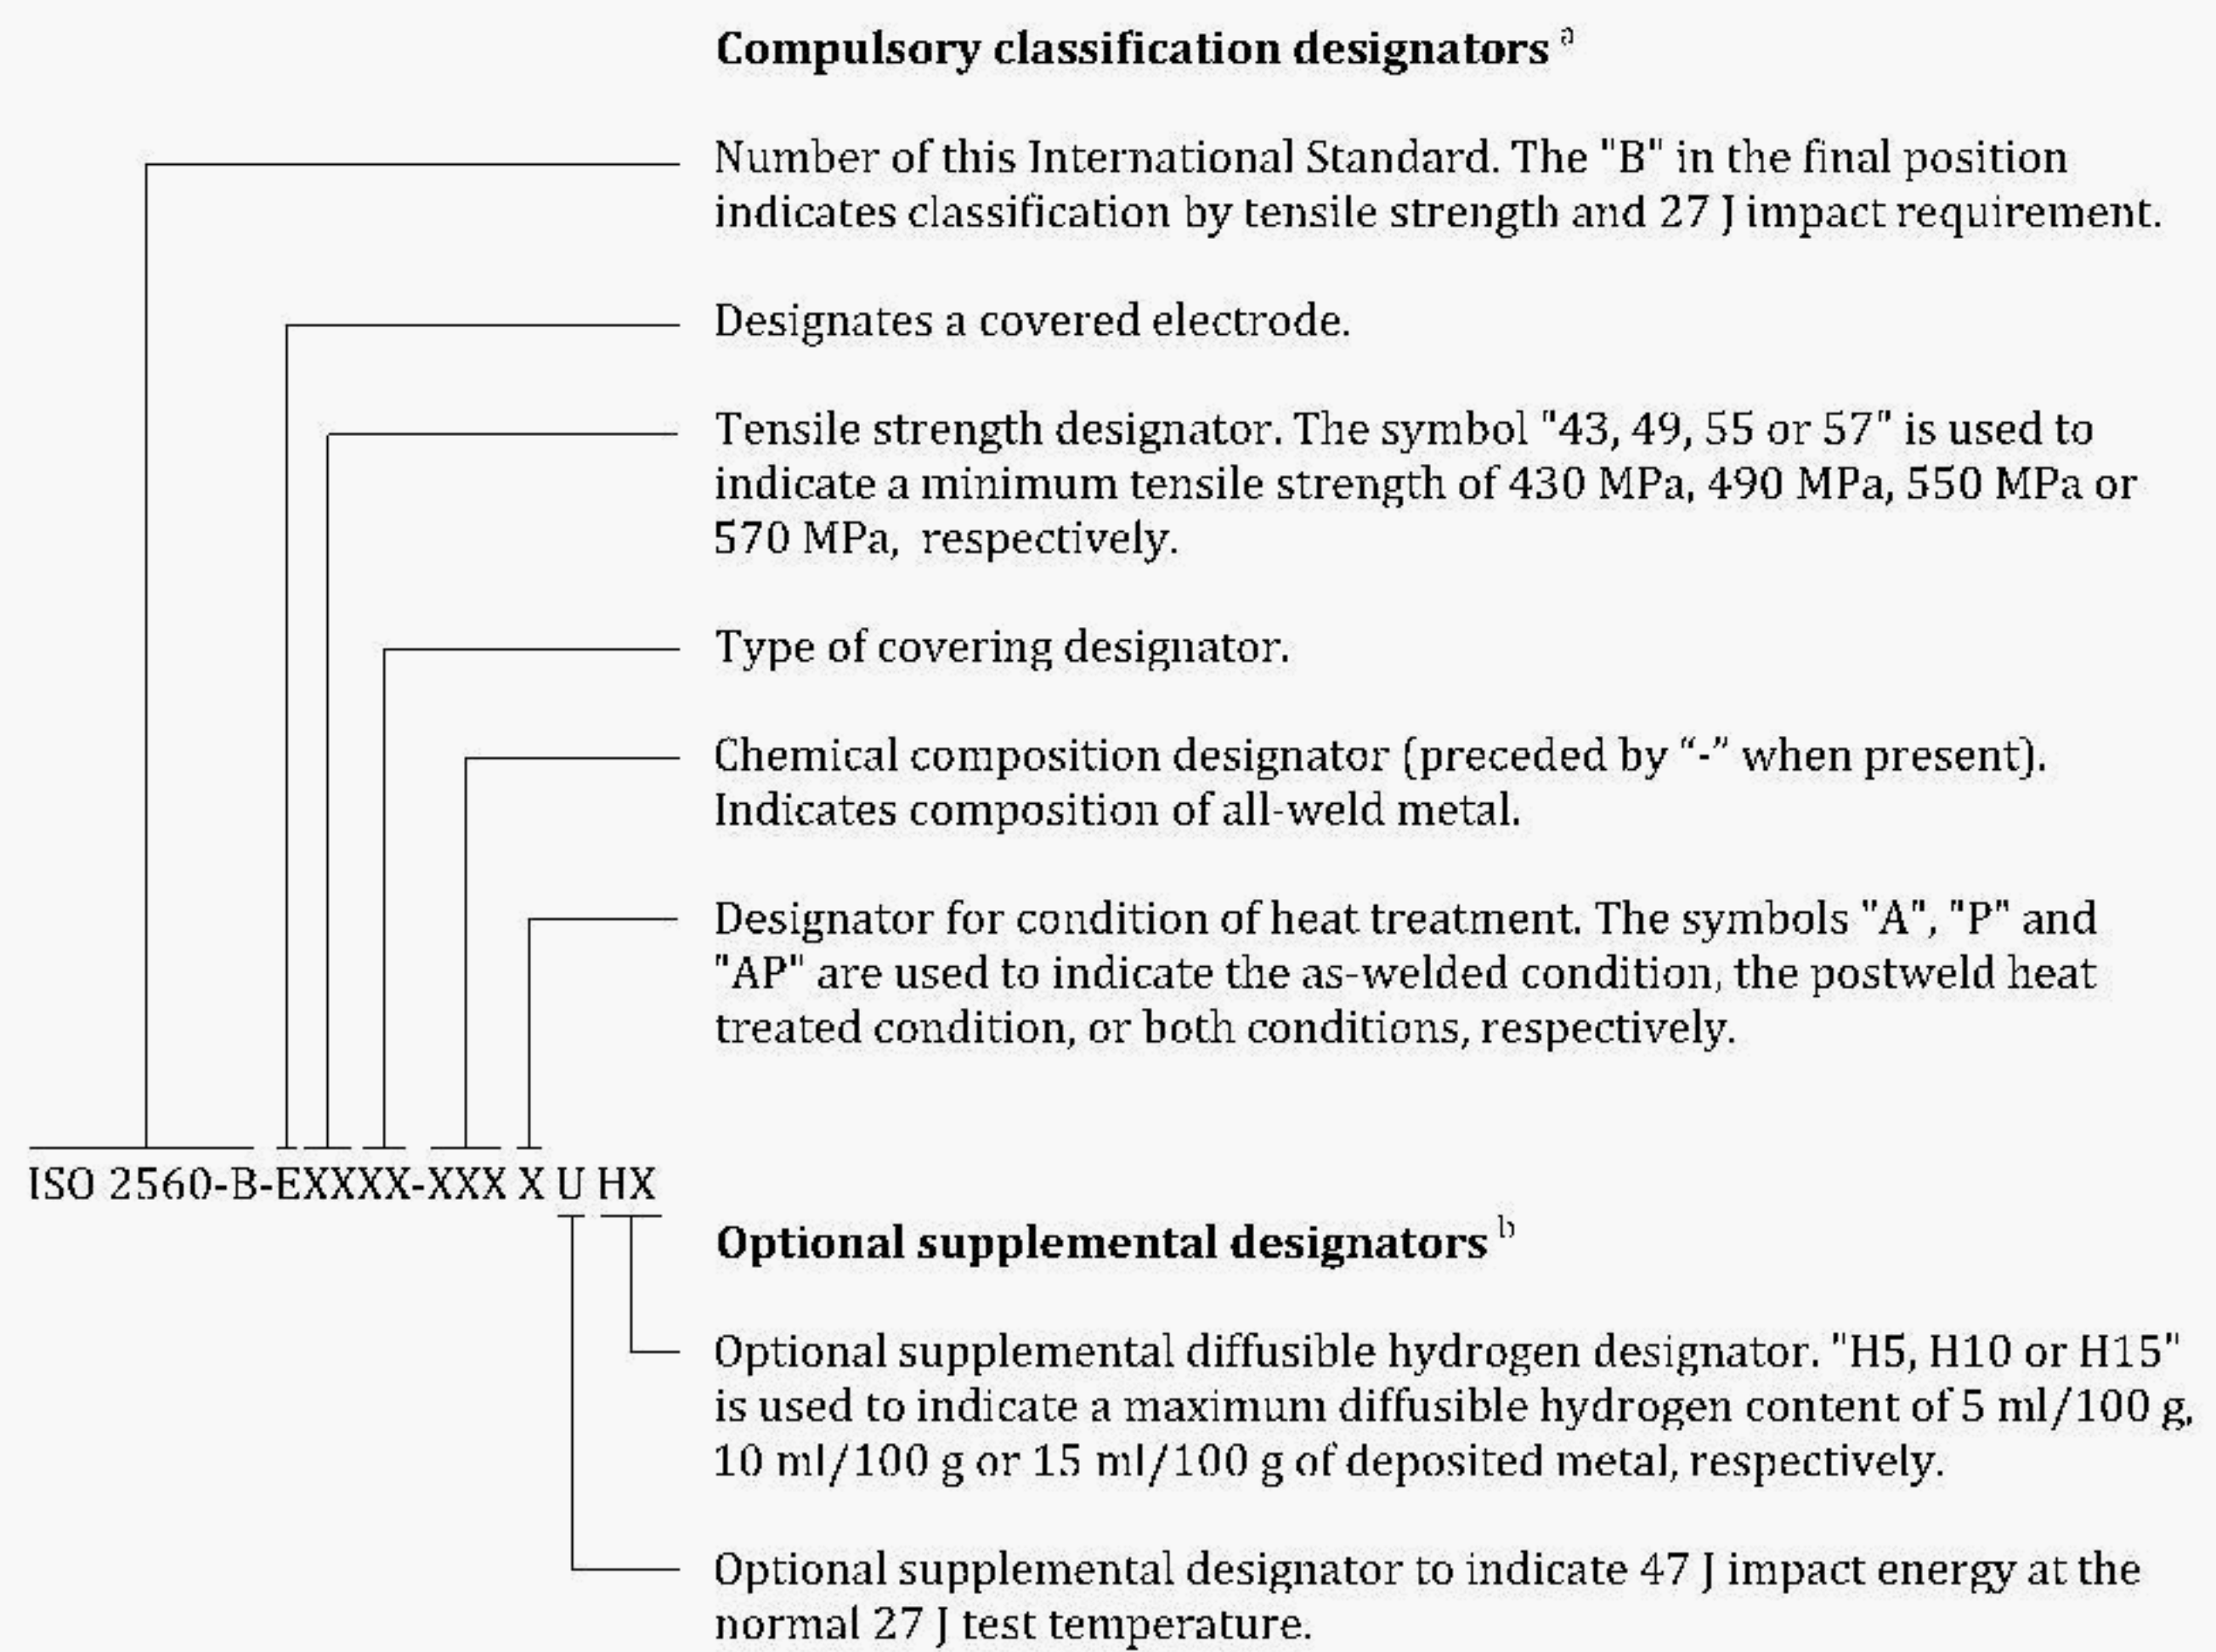 Compulsory classification designators a
Number of this International Standard. The "B" in the final position
indicates classification by tensile strength and 27 J impact requirement.
Designates a covered electrode.
Tensile strength designator. The symbol "43, 49, 55 or 57" is used to
indicate a minimum tensile strength of 430 MPa, 490 MPa, 550 MPa or
570 MPa, respectively.
Type of covering designator.
Chemical composition designator (preceded by “-” when present).
Indicates composition of all-weld metal.
Designator for condition of heat treatment. The symbols "A", "P" and
"AP" are used to indicate the as-welded condition, the postweld heat
treated condition, or both conditions, respectively.
ISO 2560-B-EXXXX-XXX X U HX
Optional supplemental designators b
Optional supplemental diffusible hydrogen designator. "H5, H10 or H15"
is used to indicate a maximum diffusible hydrogen content of 5 ml/100 g,
10 ml/100 g or 15 ml/100 g of deposited metal, respectively.
Optional supplemental designator to indicate 47 J impact energy at the
normal 27 J test temperature.